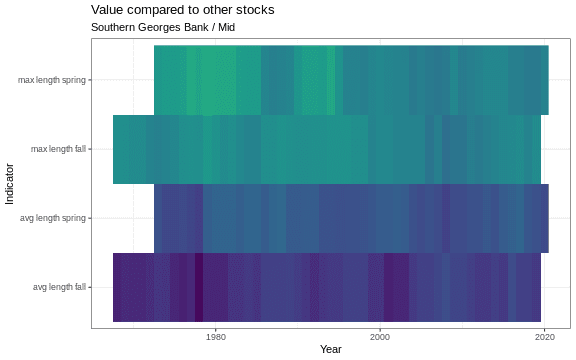 Value compared to other stocks
Southern Georges Bank / Mid
Indicator
max length spring
max length fall
avg length spring
avg length fall
1980
2000
2020
Year